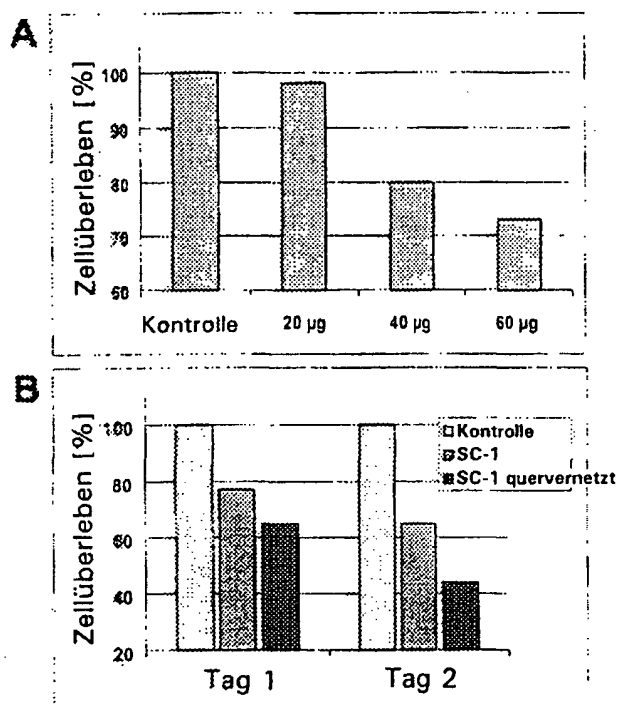 A
Zellüberleben [%]
100
90
80
70
60
Kontrolle 20 µg 40 µg 60 µg
B
Zellüberleben [%]
100
80
60
40
20
Kontrolle
SC-1
SC-1 quervernetzt
Tag 1 Tag 2